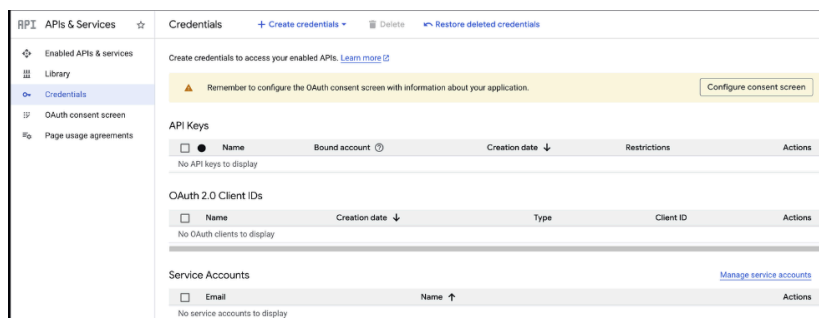 API APIs & Services
Enabled APIs & services
Library
Credentials
OAuth consent screen
Page usage agreements
Credentials + Create credentials Delete Restore deleted credentials
Create credentials to access your enabled APIs. Learn more
Remember to configure the OAuth consent screen with information about your application. Configure consent screen
API Keys
Name Bound account Creation date Restrictions Actions
No API keys to display
OAuth 2.0 Client IDs
Name Creation date Type Client ID Actions
No OAuth clients to display
Service Accounts Manage service accounts
Email Name Actions
No service accounts to display